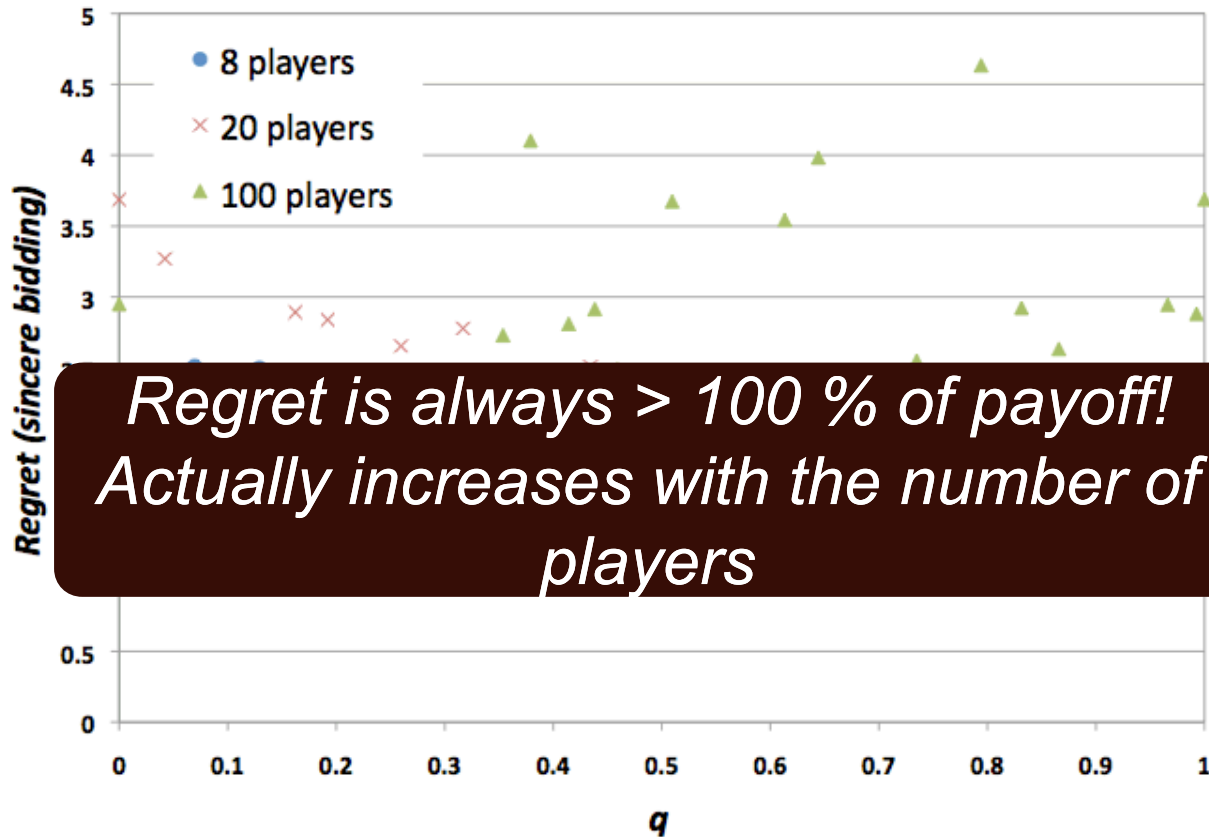 5
8 players
4.5
20 players
4
100 players
3.5
3
Regret (sincere bidding)
Regret is always > 100 % of payoff!
Actually increases with the number of
players
0.5
0
0 0.1 0.2 0.3 0.4 0.5 0.6 0.7 0.8 0.9 1
q